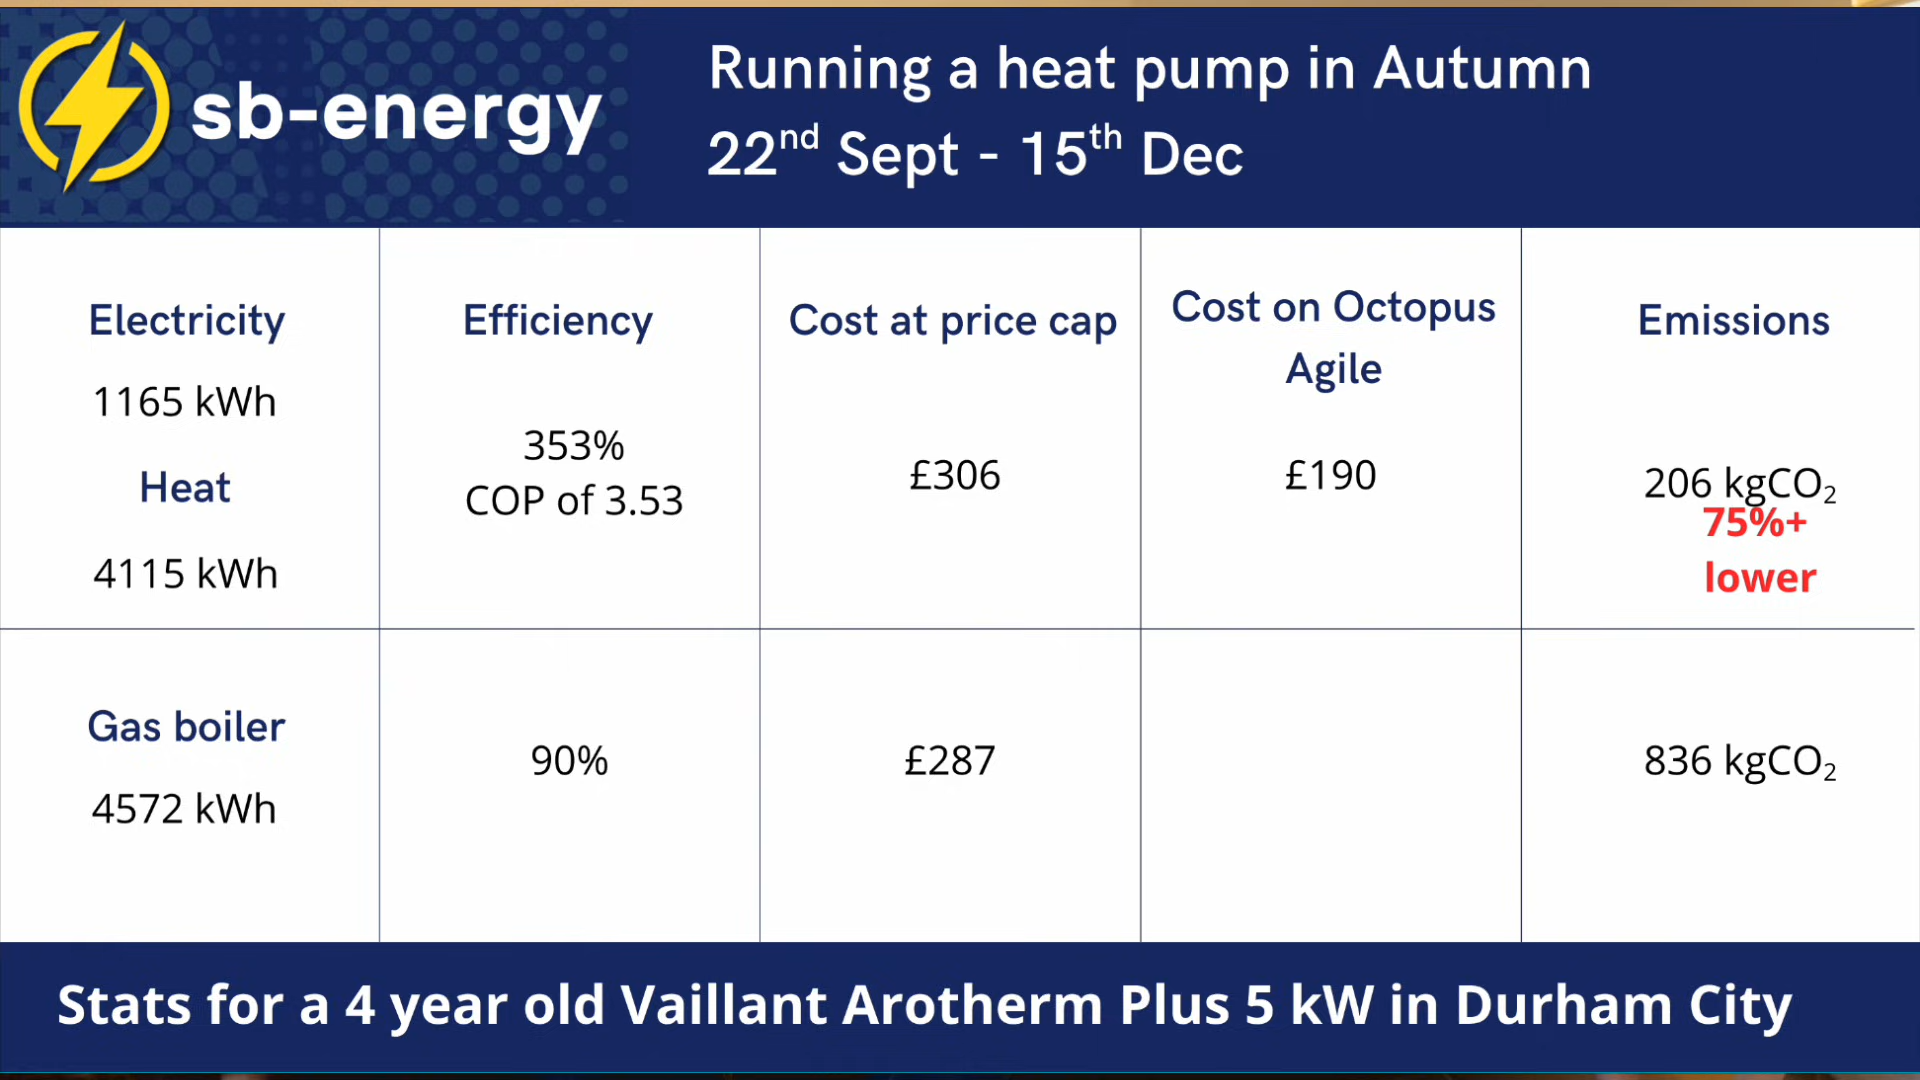 sb-energy
Running a heat pump in Autumn
22nd Sept - 15th Dec
Electricity
1165 kWh
Heat
4115 kWh
Efficiency
353%
COP of 3.53
Cost at price cap
£306
Cost on Octopus
Agile
£190
Emissions
206 kgCO₂
75%+
lower
Gas boiler
4572 kWh
90%
£287
836 kgCO₂
Stats for a 4 year old Vaillant Arotherm Plus 5 kW in Durham City